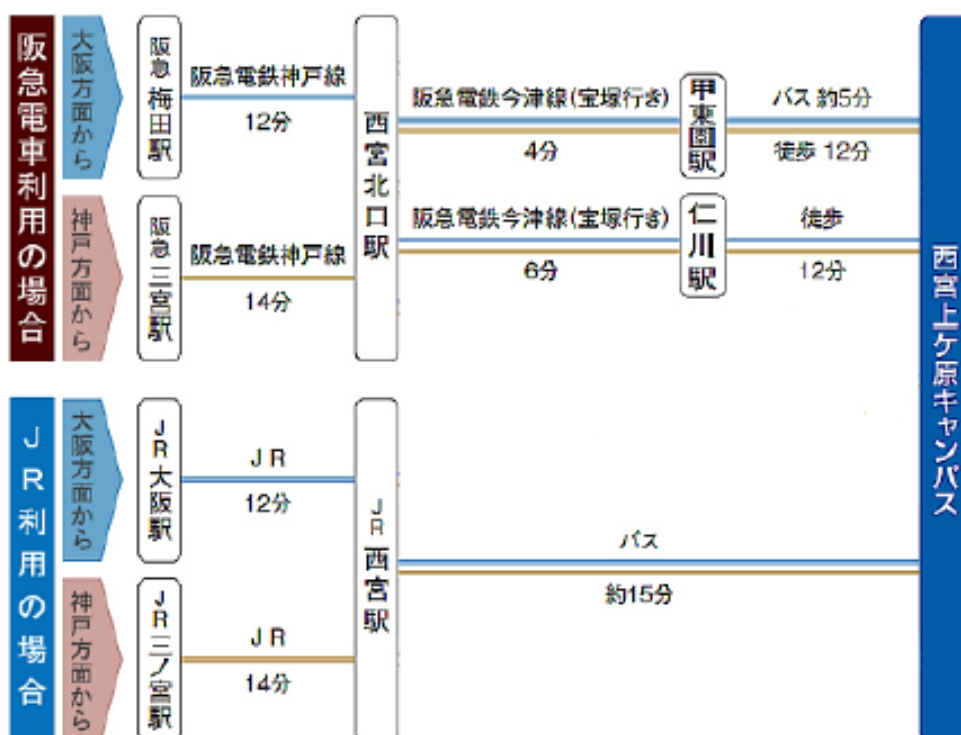 阪急電車利用の場合
大阪方面から
阪急 梅田駅
阪急電鉄神戸線
12分
神戸方面から
阪急 三宮駅
阪急電鉄神戸線
14分
西宮北口駅
阪急電鉄今津線(宝塚行き)
4分
甲東園駅
バス 約5分
徒歩 12分
阪急電鉄今津線(宝塚行き)
6分
仁川駅
徒歩
12分
JR利用の場合
大阪方面から
JR大阪駅
JR
12分
神戸方面から
JR三ノ宮駅
JR
14分
JR西宮駅
バス
約15分
西宮上ケ原キャンパス